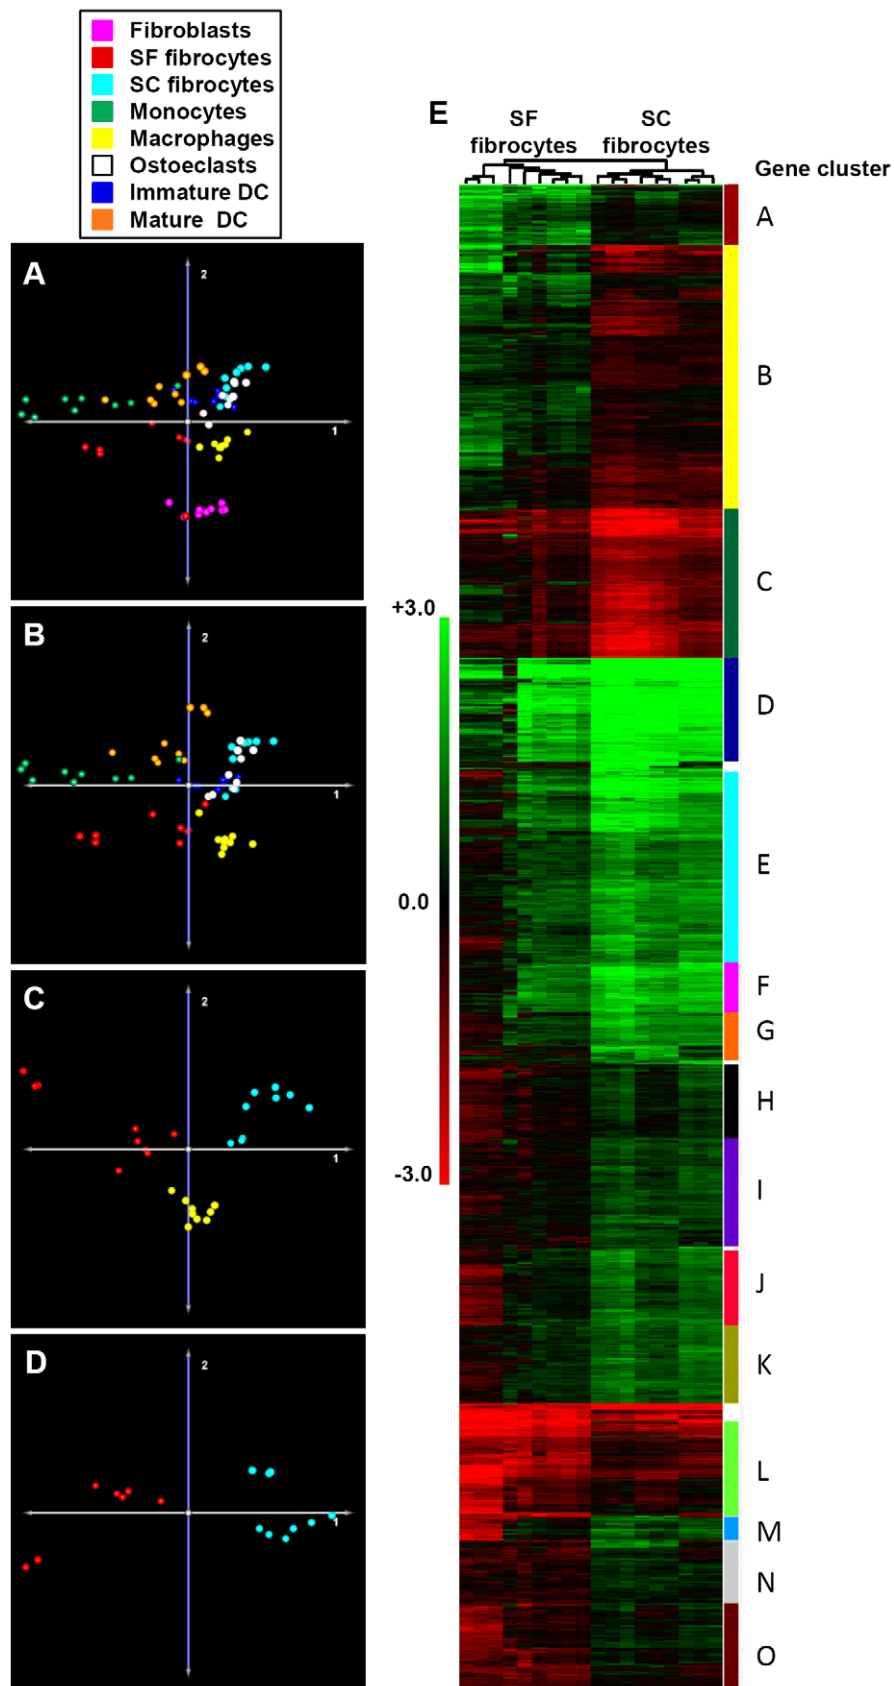 Fibroblasts
SF fibrocytes
SC fibrocytes
Monocytes
Macrophages
Ostoeclasts
Immature DC
Mature DC
A
2
1
B
2
1
C
2
1
D
2
1
E
SF
fibrocytes
SC
fibrocytes
Gene cluster
+3.0
0.0
-3.0
A
B
C
D
E
F
G
H
I
J
K
L
M
N
O